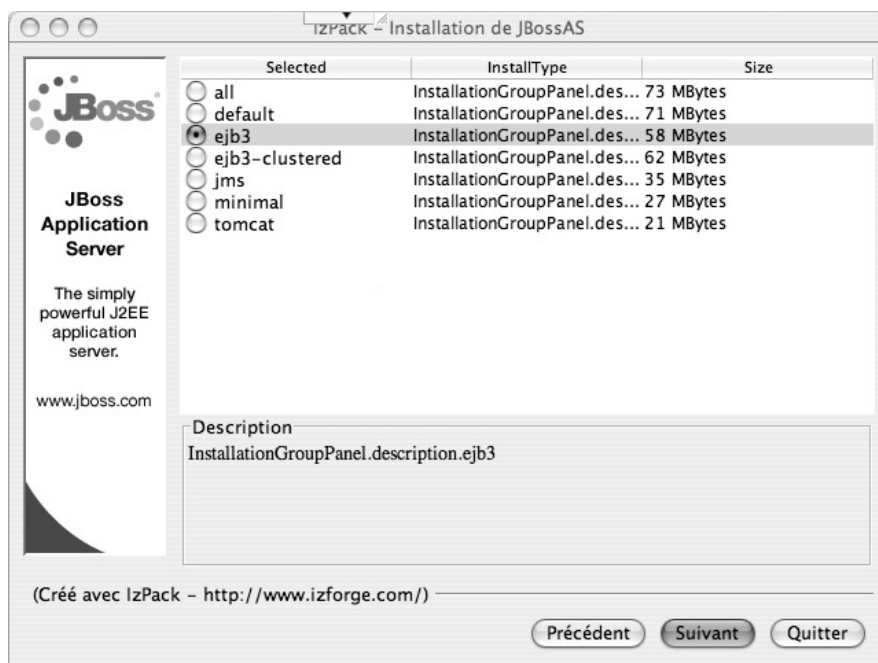 IzPack – Installation de JBossAS
JBoss®
JBoss
Application
Server
The simply
powerful J2EE
application
server.
www.jboss.com
Selected InstallType Size
all InstallationGroupPanel.des... 73 MBytes
default InstallationGroupPanel.des... 71 MBytes
ejb3 InstallationGroupPanel.des... 58 MBytes
ejb3-clustered InstallationGroupPanel.des... 62 MBytes
jms InstallationGroupPanel.des... 35 MBytes
minimal InstallationGroupPanel.des... 27 MBytes
tomcat InstallationGroupPanel.des... 21 MBytes
Description
InstallationGroupPanel.description.ejb3
(Créé avec IzPack – http://www.izforge.com/)
Précédent Suivant Quitter